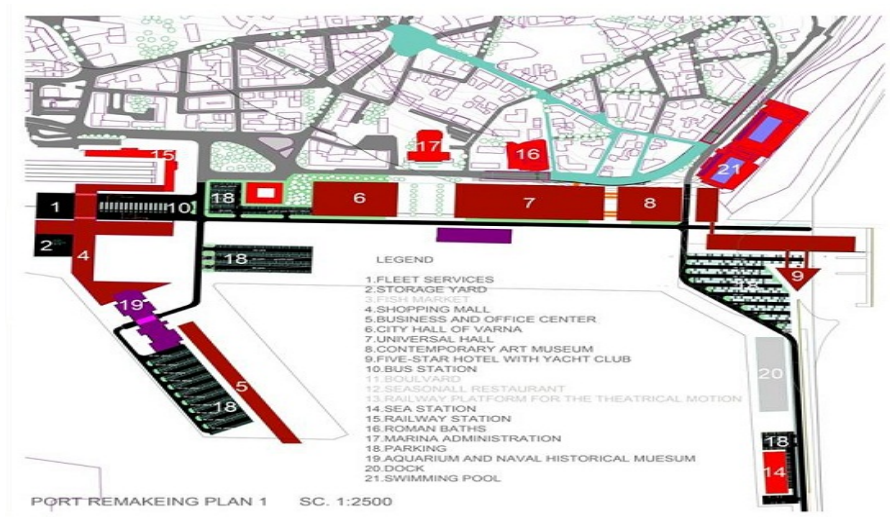 15
17
16
21
1
10
18
6
7
8
2
18
4
9
18
19
LEGEND
1.FLEET SERVICES
2.STORAGE YARD
3.FISH MARKET
4.SHOPPING MALL
5.BUSINESS AND OFFICE CENTER
6.CITY HALL OF VARNA
7.UNIVERSAL HALL
8.CONTEMPORARY ART MUSEUM
9.FIVE-STAR HOTEL WITH YACHT CLUB
10.BUS STATION
11.BOULVARD
12.SEASONALL RESTAURANT
13.RAILWAY PLATFORM FOR THE THEATRICAL MOTION
14.SEA STATION
15.RAILWAY STATION
16.ROMAN BATHS
17.MARINA ADMINISTRATION
18.PARKING
19.AQUARIUM AND NAVAL HISTORICAL MUESUM
20.DOCK
21.SWIMMING POOL
5
18
20
18
14
PORT REMAKEING PLAN 1 SC. 1:2500